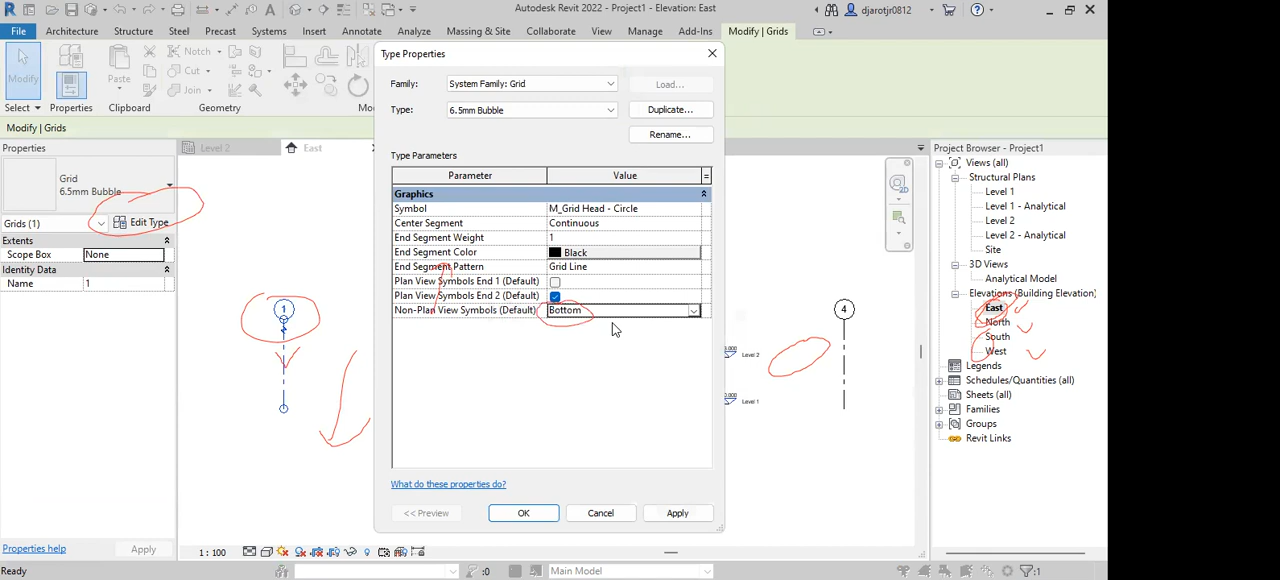 Autodesk Revit 2022 - Project1 - Elevation: East
djarotjr0812
File Architecture Structure Steel Precast Systems Insert Annotate Analyze Massing & Site Collaborate View Manage Add-Ins Modify | Grids
Modify
Select
Properties
Paste
Clipboard
Notch
Cut
Join
Geometry
Modify | Grids
Properties
Grid
6.5mm Bubble
Grids (1)
Edit Type
Extents
Scope Box None
Identity Data
Name 1
Properties help
Apply
Level 2
East
1
Type Properties
Family: System Family: Grid Load...
Type: 6.5mm Bubble Duplicate...
Rename...
Type Parameters
Parameter Value =
Graphics
Symbol M_Grid Head - Circle
Center Segment Continuous
End Segment Weight 1
End Segment Color Black
End Segment Pattern Grid Line
Plan View Symbols End 1 (Default)
Plan View Symbols End 2 (Default)
Non-Plan View Symbols (Default) Bottom
What do these properties do?
<< Preview OK Cancel Apply
4
Level 2
Level 1
2D
Project Browser - Project1
Views (all)
Structural Plans
Level 1
Level 1 - Analytical
Level 2
Level 2 - Analytical
Site
3D Views
Analytical Model
Elevations (Building Elevation)
East
North
South
West
Legends
Schedules/Quantities (all)
Sheets (all)
Families
Groups
Revit Links
1 : 100
Ready
:0
Main Model
:1